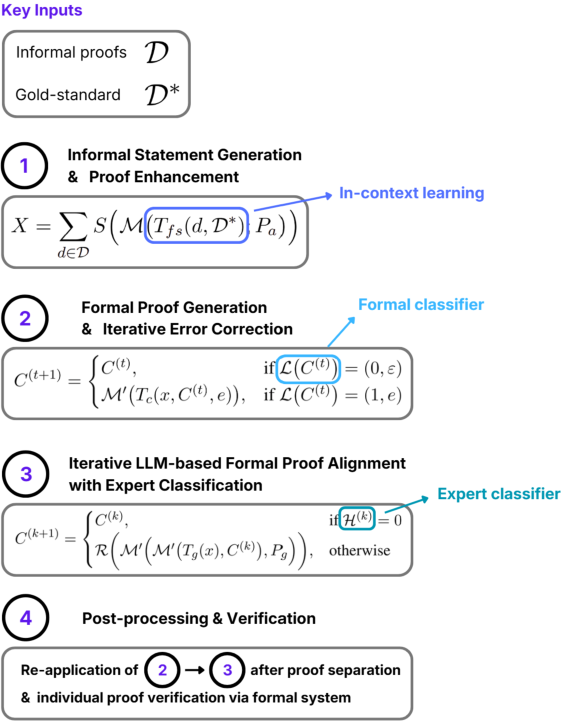 Key Inputs
Informal proofs 𝒟
Gold-standard 𝒟*
1 Informal Statement Generation
& Proof Enhancement
In-context learning
X = ∑_{d∈𝒟} S(ℳ(T_{fs}(d, 𝒟*); P_a))
2 Formal Proof Generation
& Iterative Error Correction
Formal classifier
C^{(t+1)} = { C^{(t)}, if ℒ(C^{(t)}) = (0, ε)
ℳ′(T_c(x, C^{(t)}, e)), if ℒ(C^{(t)}) = (1, e)
3 Iterative LLM-based Formal Proof Alignment
with Expert Classification
Expert classifier
C^{(k+1)} = { C^{(k)}, if ℋ^{(k)} = 0
ℛ(ℳ′(ℳ′(T_g(x), C^{(k)}), P_g)), otherwise
4 Post-processing & Verification
Re-application of 2 → 3 after proof separation
& individual proof verification via formal system